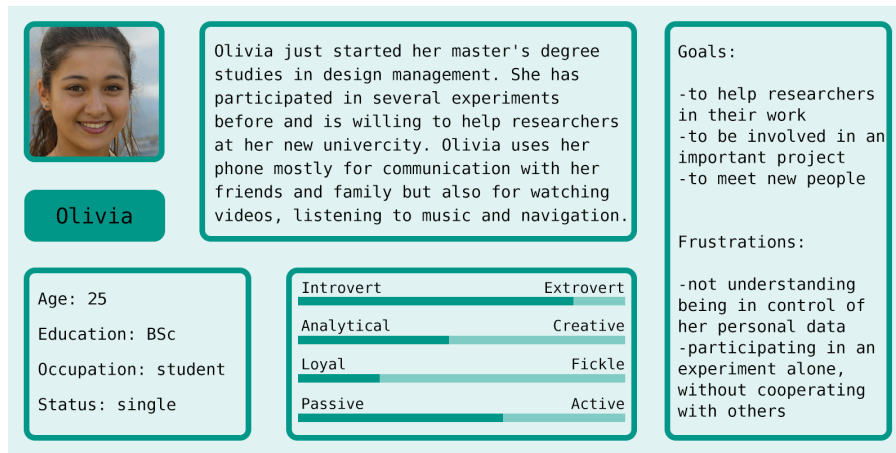 Olivia just started her master's degree
studies in design management. She has
participated in several experiments
before and is willing to help researchers
at her new univercity. Olivia uses her
phone mostly for communication with her
friends and family but also for watching
videos, listening to music and navigation.
Olivia
Age: 25
Education: BSc
Occupation: student
Status: single
Introvert Extrovert
Analytical Creative
Loyal Fickle
Passive Active
Goals:
-to help researchers
in their work
-to be involved in an
important project
-to meet new people
Frustrations:
-not understanding
being in control of
her personal data
-participating in an
experiment alone,
without cooperating
with others